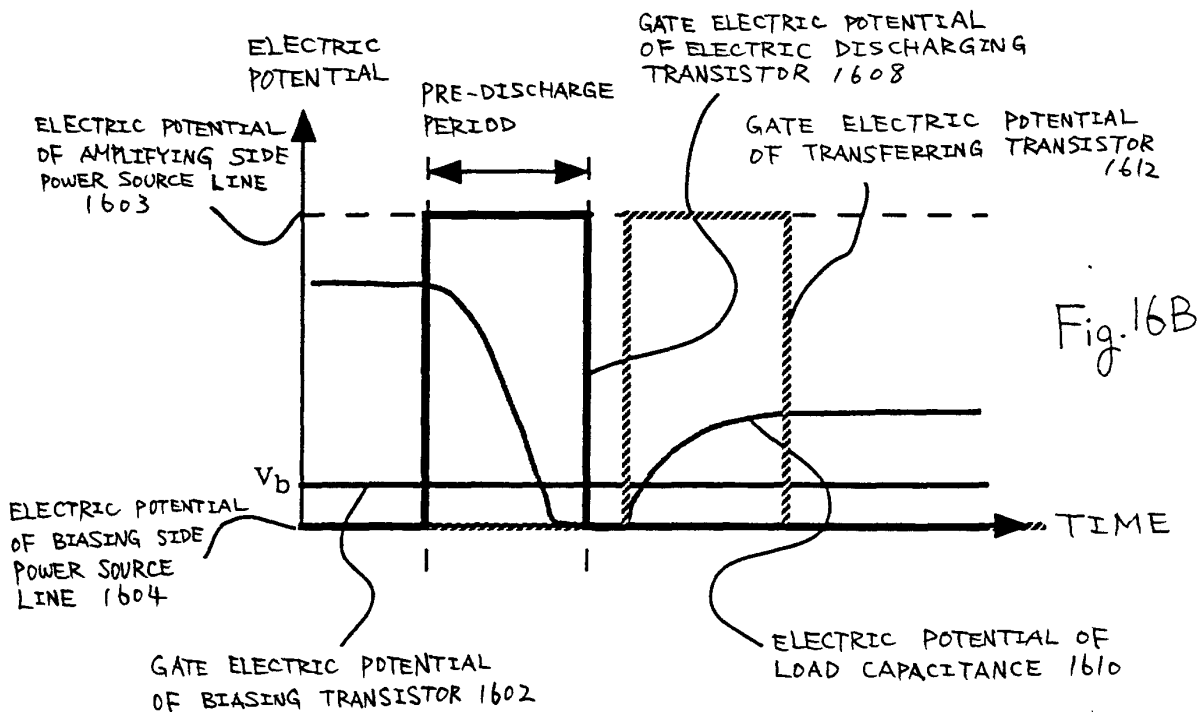 ELECTRIC
POTENTIAL
GATE ELECTRIC POTENTIAL
OF ELECTRIC DISCHARGING
TRANSISTOR 1608
PRE-DISCHARGE
PERIOD
ELECTRIC POTENTIAL
OF AMPLIFYING SIDE
POWER SOURCE LINE
1603
GATE ELECTRIC POTENTIAL
OF TRANSFERRING TRANSISTOR
1612
Fig.16B
Vb
ELECTRIC POTENTIAL
OF BIASING SIDE
POWER SOURCE
LINE 1604
TIME
GATE ELECTRIC POTENTIAL
OF BIASING TRANSISTOR 1602
ELECTRIC POTENTIAL OF
LOAD CAPACITANCE 1610